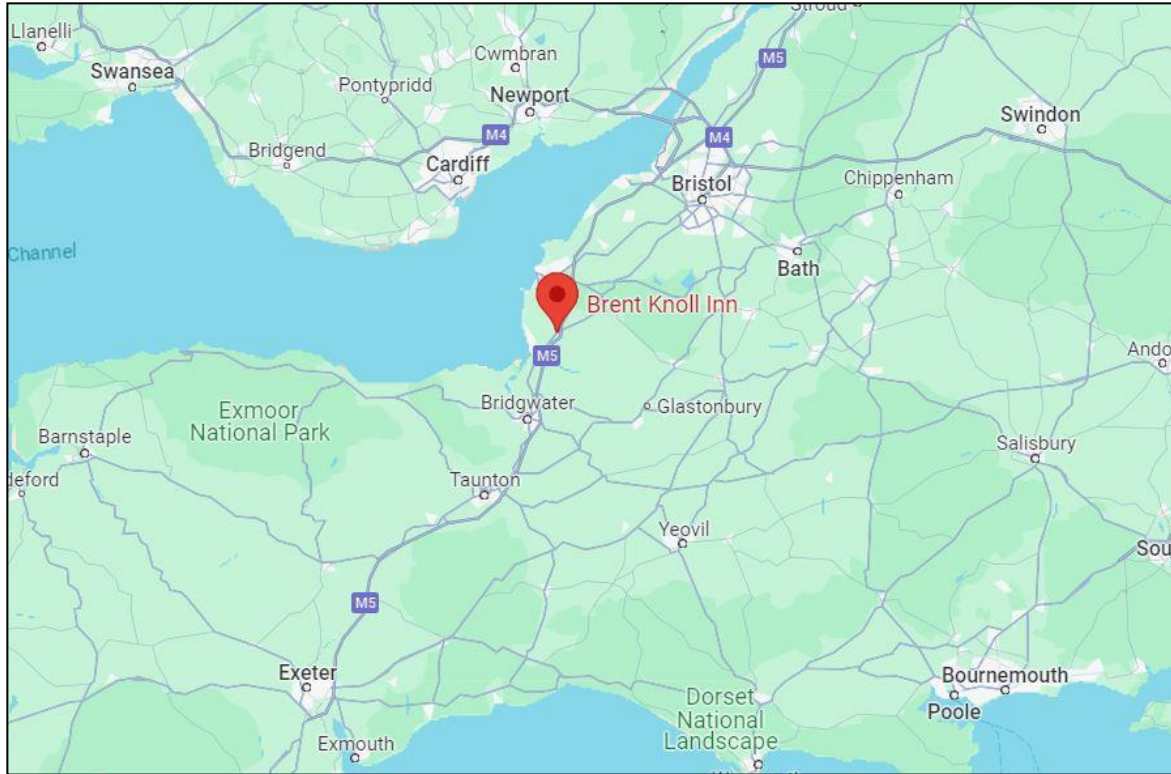 Stroud
Llanelli
Cwmbran
M5
Swansea
Pontypridd
Newport
Swindon
M4
M4
Bridgend
Cardiff
Bristol
Chippenham
Channel
Bath
Brent Knoll Inn
M5
Ando
Exmoor
National Park
Bridgwater
Glastonbury
Barnstaple
Salisbury
deford
Taunton
Yeovil
Sou
M5
Exeter
Bournemouth
Dorset
National
Landscape
Poole
Exmouth